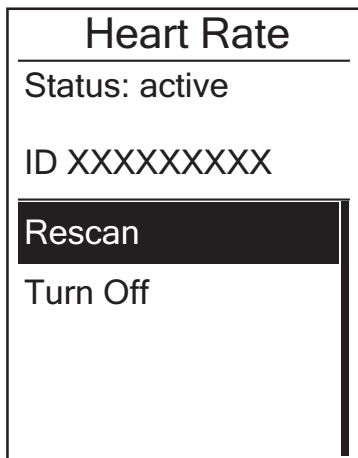 Heart Rate
Status: active
ID XXXXXXXXX
Rescan
Turn Off